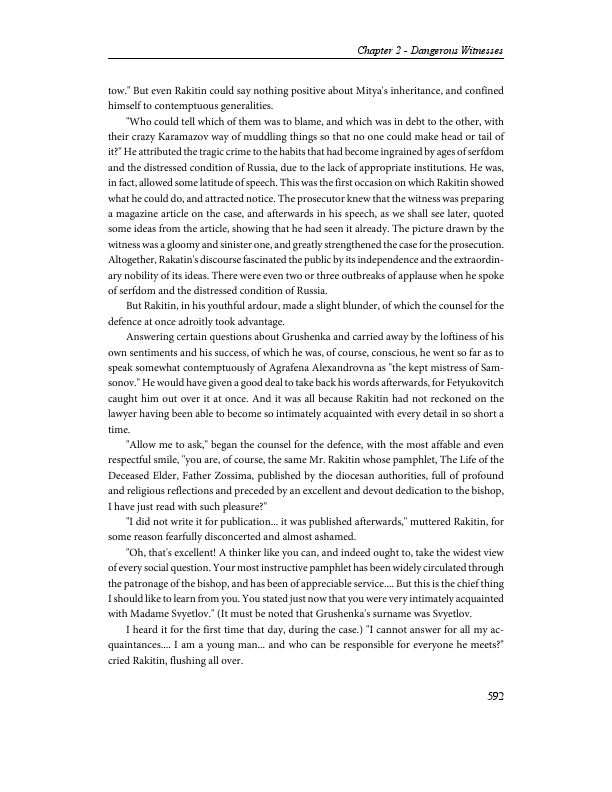 Chapter 2 - Dangerous Witnesses
tow." But even Rakitin could say nothing positive about Mitya's inheritance, and confined
himself to contemptuous generalities.
"Who could tell which of them was to blame, and which was in debt to the other, with
their crazy Karamazov way of muddling things so that no one could make head or tail of
it?" He attributed the tragic crime to the habits that had become ingrained by ages of serfdom
and the distressed condition of Russia, due to the lack of appropriate institutions. He was,
in fact, allowed some latitude of speech. This was the first occasion on which Rakitin showed
what he could do, and attracted notice. The prosecutor knew that the witness was preparing
a magazine article on the case, and afterwards in his speech, as we shall see later, quoted
some ideas from the article, showing that he had seen it already. The picture drawn by the
witness was a gloomy and sinister one, and greatly strengthened the case for the prosecution.
Altogether, Rakatin's discourse fascinated the public by its independence and the extraordin-
ary nobility of its ideas. There were even two or three outbreaks of applause when he spoke
of serfdom and the distressed condition of Russia.
But Rakitin, in his youthful ardour, made a slight blunder, of which the counsel for the
defence at once adroitly took advantage.
Answering certain questions about Grushenka and carried away by the loftiness of his
own sentiments and his success, of which he was, of course, conscious, he went so far as to
speak somewhat contemptuously of Agrafena Alexandrovna as "the kept mistress of Sam-
sonov." He would have given a good deal to take back his words afterwards, for Fetyukovitch
caught him out over it at once. And it was all because Rakitin had not reckoned on the
lawyer having been able to become so intimately acquainted with every detail in so short a
time.
"Allow me to ask," began the counsel for the defence, with the most affable and even
respectful smile, "you are, of course, the same Mr. Rakitin whose pamphlet, The Life of the
Deceased Elder, Father Zossima, published by the diocesan authorities, full of profound
and religious reflections and preceded by an excellent and devout dedication to the bishop,
I have just read with such pleasure?"
"I did not write it for publication... it was published afterwards," muttered Rakitin, for
some reason fearfully disconcerted and almost ashamed.
"Oh, that's excellent! A thinker like you can, and indeed ought to, take the widest view
of every social question. Your most instructive pamphlet has been widely circulated through
the patronage of the bishop, and has been of appreciable service.... But this is the chief thing
I should like to learn from you. You stated just now that you were very intimately acquainted
with Madame Svyetlov." (It must be noted that Grushenka's surname was Svyetlov.
I heard it for the first time that day, during the case.) "I cannot answer for all my ac-
quaintances.... I am a young man... and who can be responsible for everyone he meets?"
cried Rakitin, flushing all over.
592